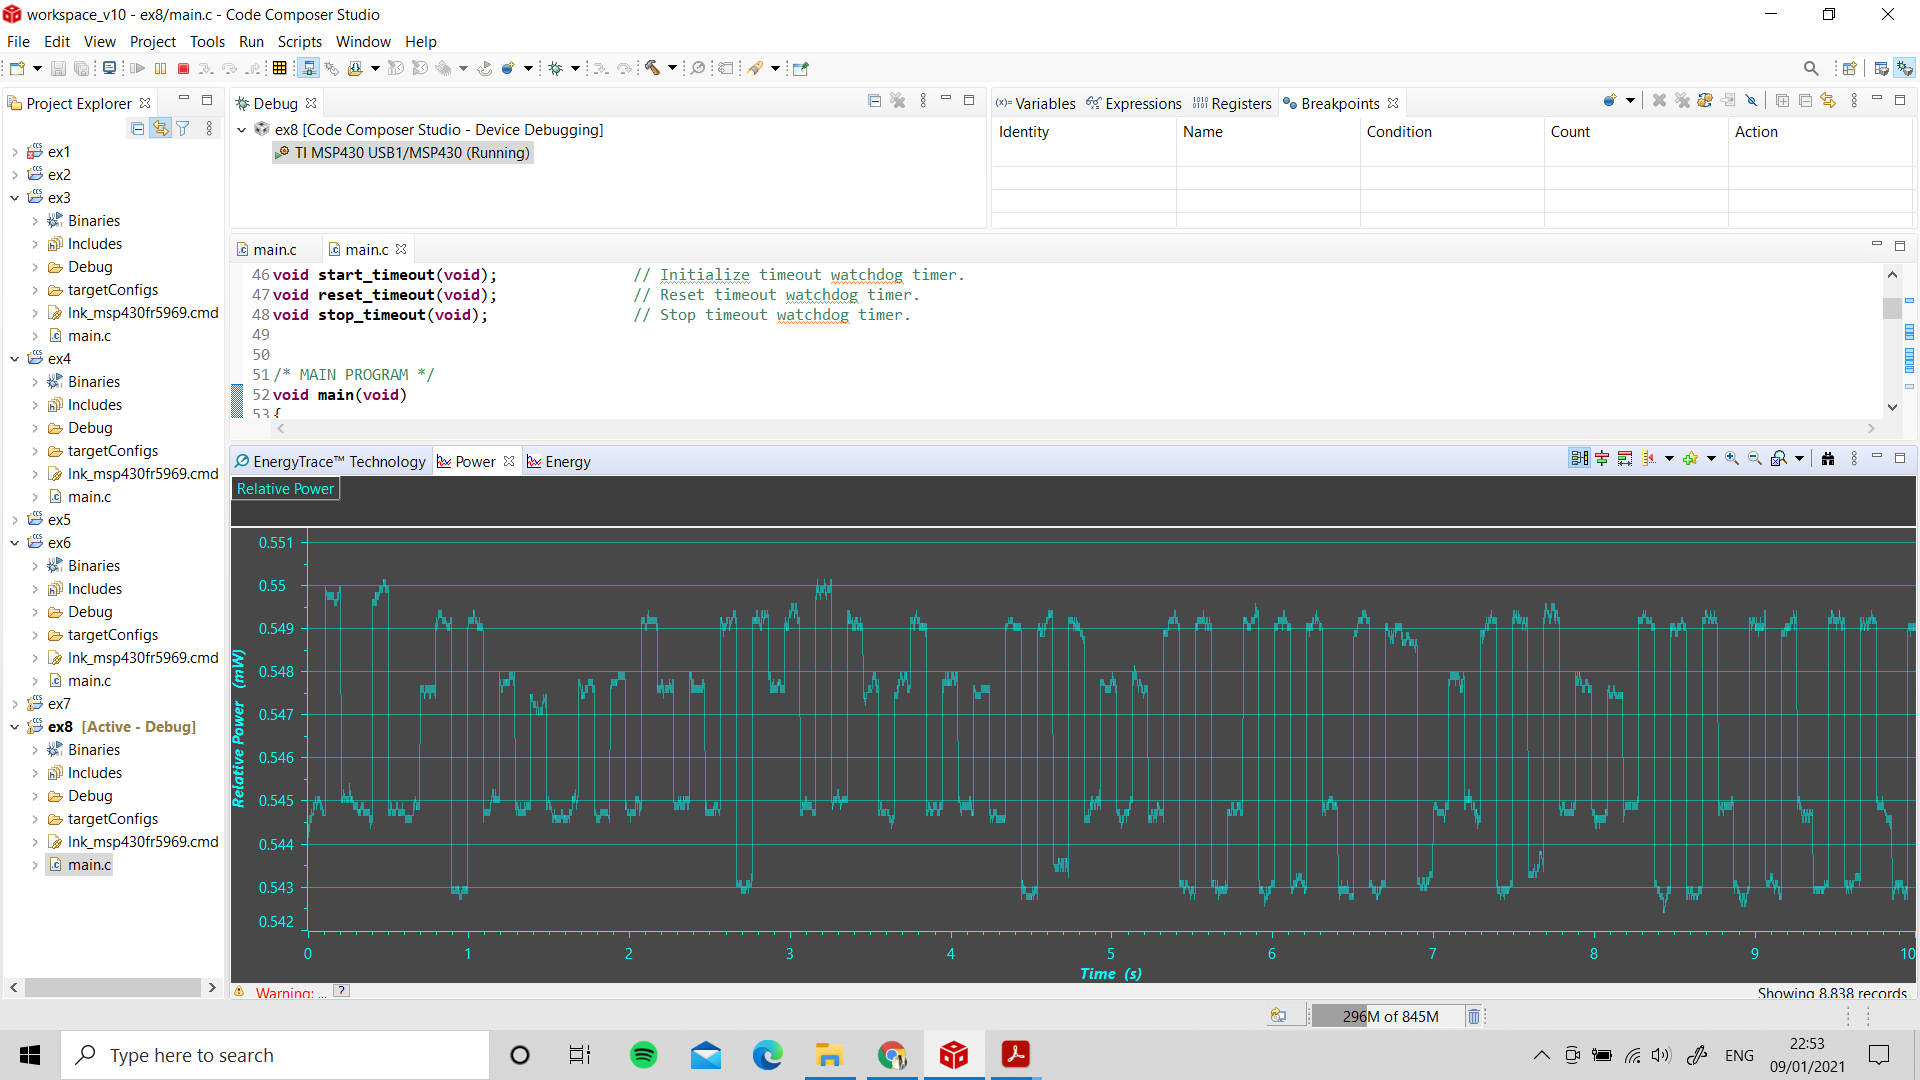 workspace_v10 - ex8/main.c - Code Composer Studio
File Edit View Project Tools Run Scripts Window Help
Project Explorer
ex1
ex2
ex3
Binaries
Includes
Debug
targetConfigs
lnk_msp430fr5969.cmd
main.c
ex4
Binaries
Includes
Debug
targetConfigs
lnk_msp430fr5969.cmd
main.c
ex5
ex6
Binaries
Includes
Debug
targetConfigs
lnk_msp430fr5969.cmd
main.c
ex7
ex8 [Active - Debug]
Binaries
Includes
Debug
targetConfigs
lnk_msp430fr5969.cmd
main.c
Debug
ex8 [Code Composer Studio - Device Debugging]
TI MSP430 USB1/MSP430 (Running)
(x)= Variables Expressions Registers Breakpoints
Identity Name Condition Count Action
main.c main.c
46 void start_timeout(void); // Initialize timeout watchdog timer.
47 void reset_timeout(void); // Reset timeout watchdog timer.
48 void stop_timeout(void); // Stop timeout watchdog timer.
49
50
51 /* MAIN PROGRAM */
52 void main(void)
53 {
EnergyTrace™ Technology Power Energy
Relative Power
Relative Power (mW)
0.551
0.55
0.549
0.548
0.547
0.546
0.545
0.544
0.543
0.542
0 1 2 3 4 5 6 7 8 9 10
Time (s)
Warning: ... ?
Showing 8,838 records
296M of 845M
Type here to search
ENG
22:53
09/01/2021